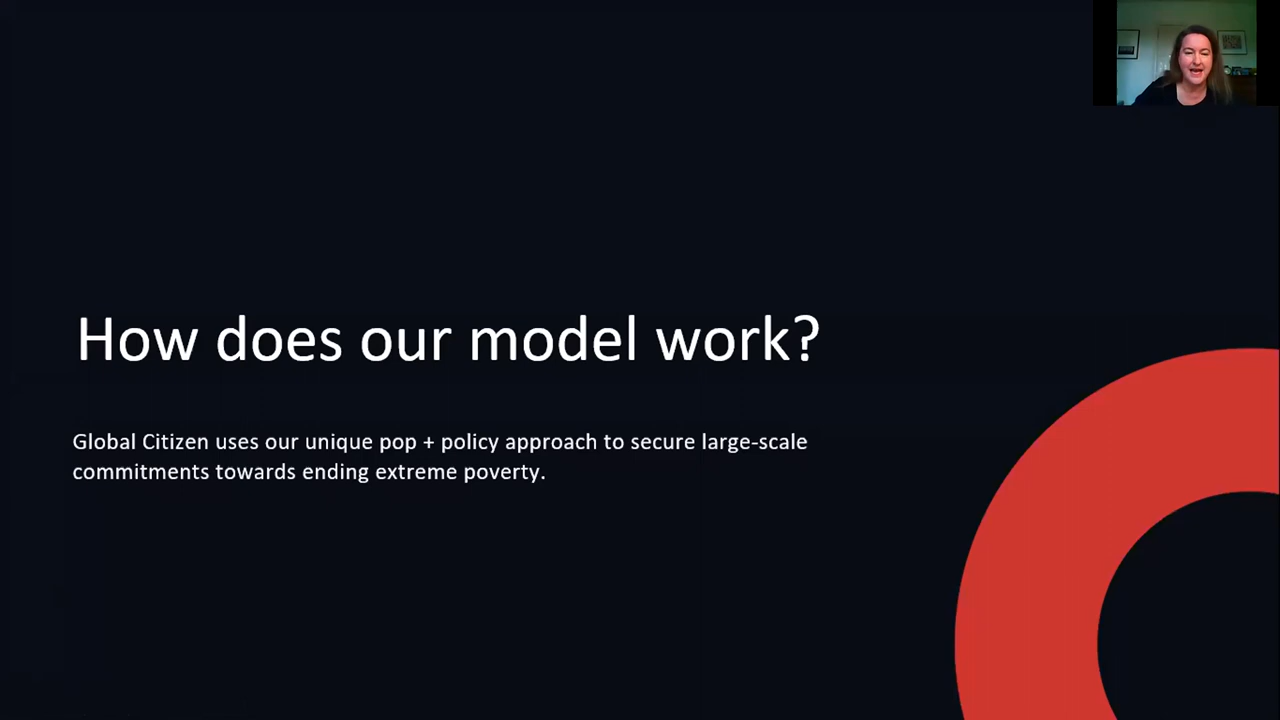 How does our model work?
Global Citizen uses our unique pop + policy approach to secure large-scale
commitments towards ending extreme poverty.